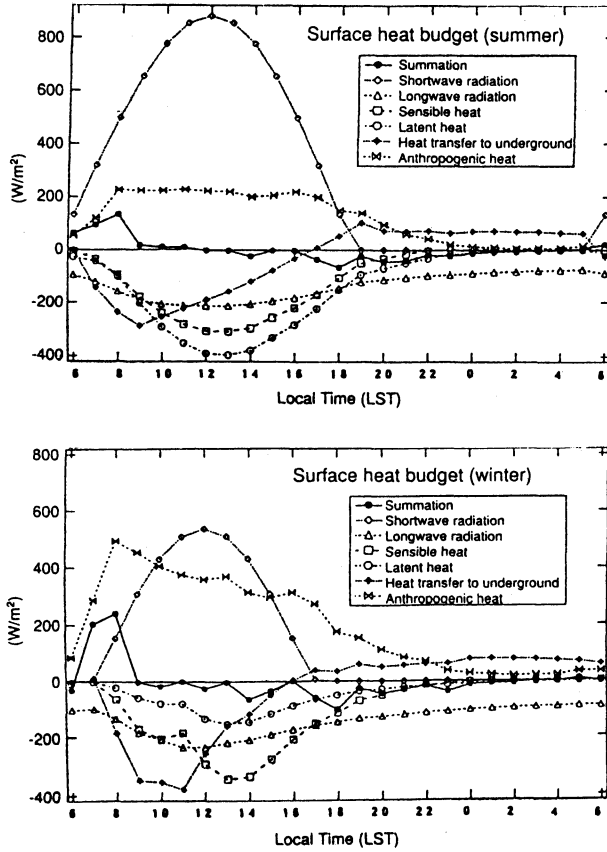 Surface heat budget (summer)
Summation
Shortwave radiation
Longwave radiation
Sensible heat
Latent heat
Heat transfer to underground
Anthropogenic heat
(W/m²)
800
600
400
200
0
-200
-400
6 8 10 12 14 16 18 20 22 0 2 4 6
Local Time (LST)
Surface heat budget (winter)
Summation
Shortwave radiation
Longwave radiation
Sensible heat
Latent heat
Heat transfer to underground
Anthropogenic heat
(W/m²)
800
600
400
200
0
-200
-400
6 8 10 12 14 16 18 20 22 0 2 4 6
Local Time (LST)